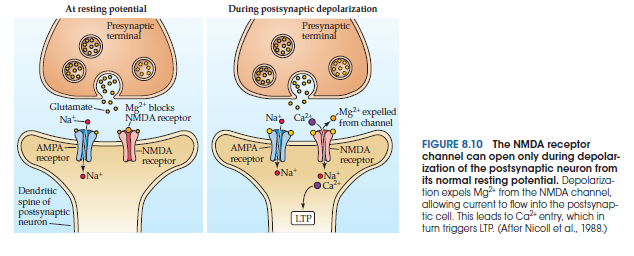 At resting potential
Presynaptic
terminal
Glutamate
Mg2+ blocks
NMDA receptor
Na+
AMPA
receptor
NMDA
receptor
Na+
Dendritic
spine of
postsynaptic
neuron
During postsynaptic depolarization
Presynaptic
terminal
Na+
Ca2+
Mg2+ expelled
from channel
AMPA
receptor
NMDA
receptor
Na+
Na+
Ca2+
LTP
FIGURE 8.10 The NMDA receptor
channel can open only during depolar-
ization of the postsynaptic neuron from
its normal resting potential. Depolariza-
tion expels Mg2+ from the NMDA channel,
allowing current to flow into the postsynap-
tic cell. This leads to Ca2+ entry, which in
turn triggers LTP. (After Nicoll et al., 1988.)